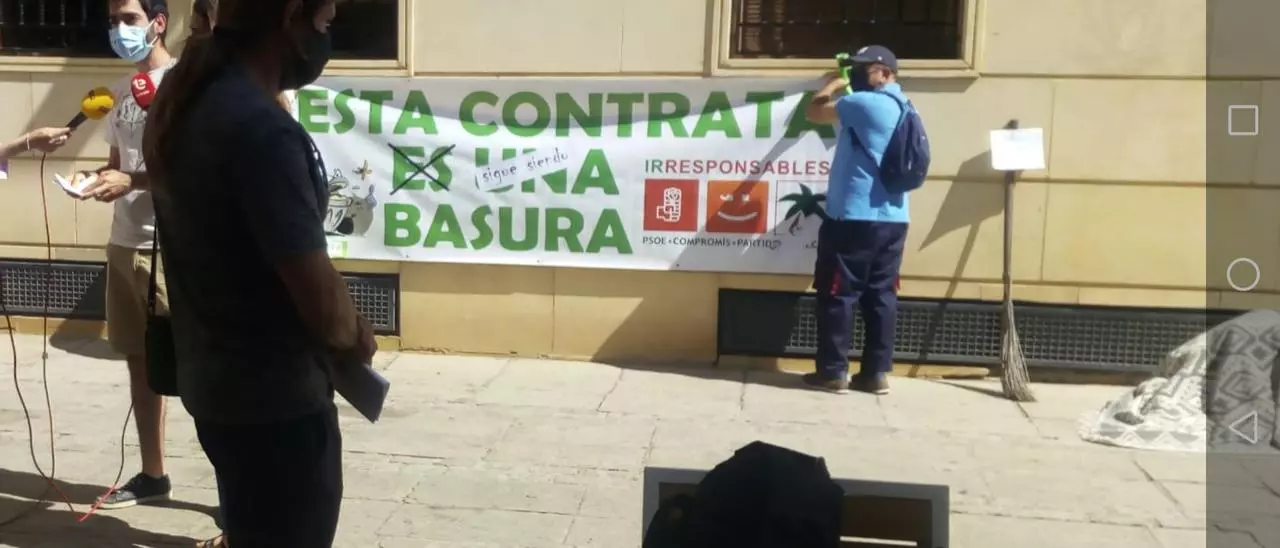 ESTA CONTRATA
ES UNA
¡sigue siendo
BASURA
IRRESPONSABLES
PSOE • COMPROMÍS • PARTIDO